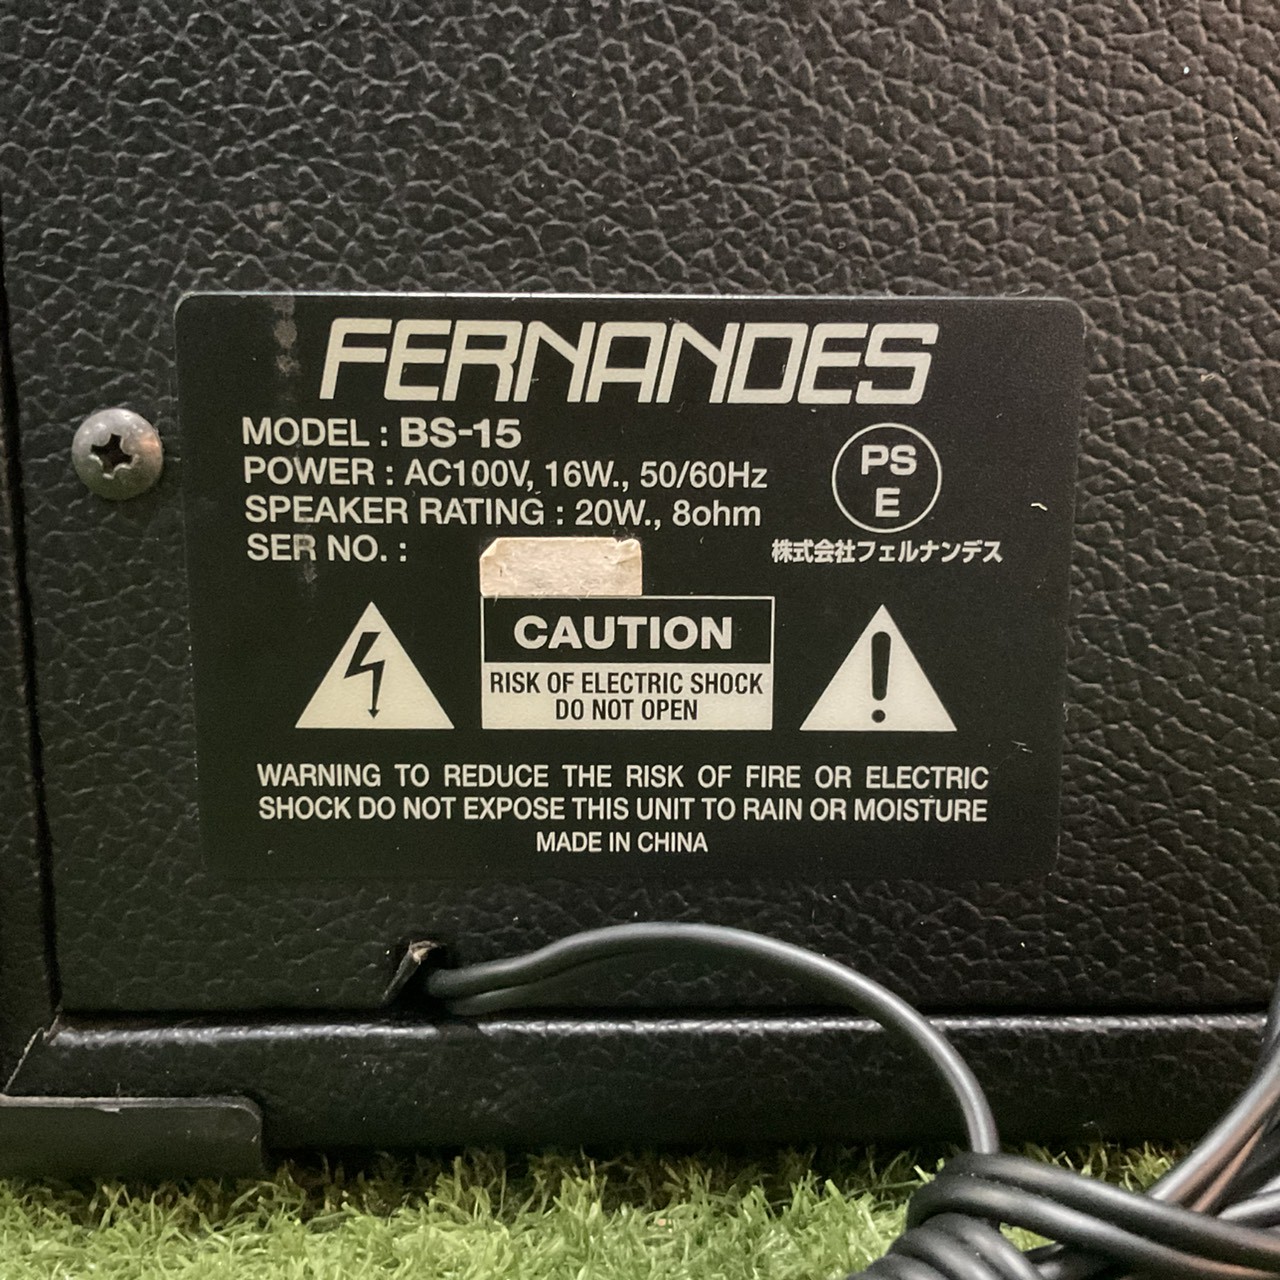 FERNANDES
MODEL : BS-15
POWER : AC100V, 16W., 50/60Hz
SPEAKER RATING : 20W., 8ohm
SER NO. :
PS
E
株式会社フェルナンデス
CAUTION
RISK OF ELECTRIC SHOCK
DO NOT OPEN
WARNING TO REDUCE THE RISK OF FIRE OR ELECTRIC
SHOCK DO NOT EXPOSE THIS UNIT TO RAIN OR MOISTURE
MADE IN CHINA